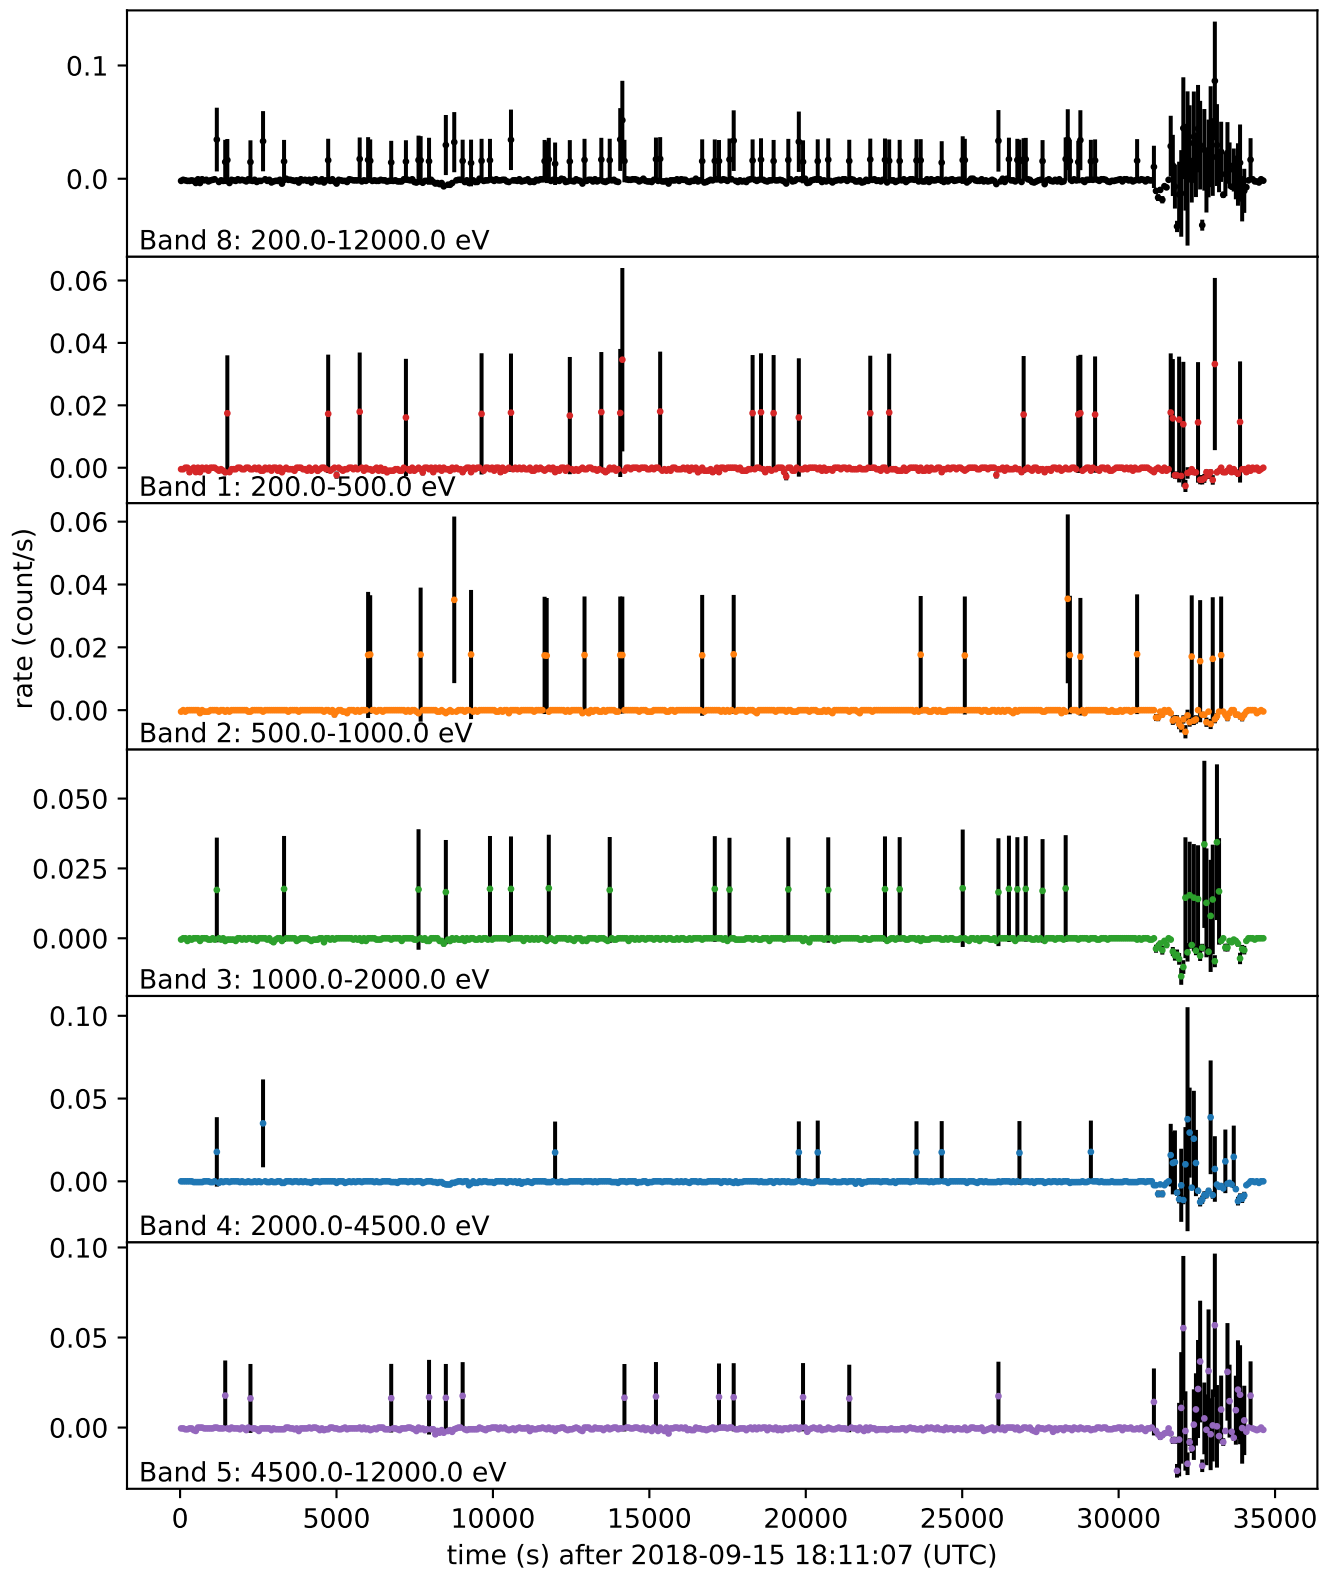 0.1
0.0
Band 8: 200.0-12000.0 eV
0.06
0.04
0.02
0.00
Band 1: 200.0-500.0 eV
0.06
0.04
0.02
0.00
Band 2: 500.0-1000.0 eV
rate (count/s)
0.050
0.025
0.000
Band 3: 1000.0-2000.0 eV
0.10
0.05
0.00
Band 4: 2000.0-4500.0 eV
0.10
0.05
0.00
Band 5: 4500.0-12000.0 eV
0 5000 10000 15000 20000 25000 30000 35000
time (s) after 2018-09-15 18:11:07 (UTC)